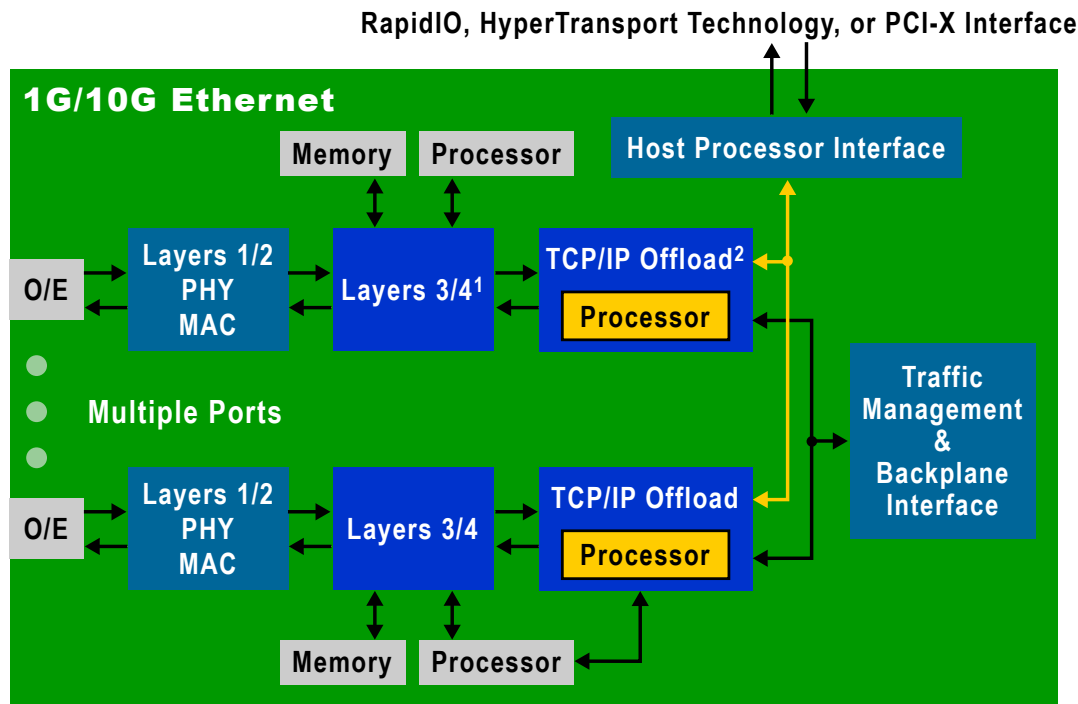 RapidIO, HyperTransport Technology, or PCI-X Interface
1G/10G Ethernet
Memory
Processor
Host Processor Interface
O/E
Layers 1/2
PHY
MAC
Layers 3/4¹
TCP/IP Offload²
Processor
Traffic
Management
&
Backplane
Interface
Multiple Ports
O/E
Layers 1/2
PHY
MAC
Layers 3/4
TCP/IP Offload
Processor
Memory
Processor